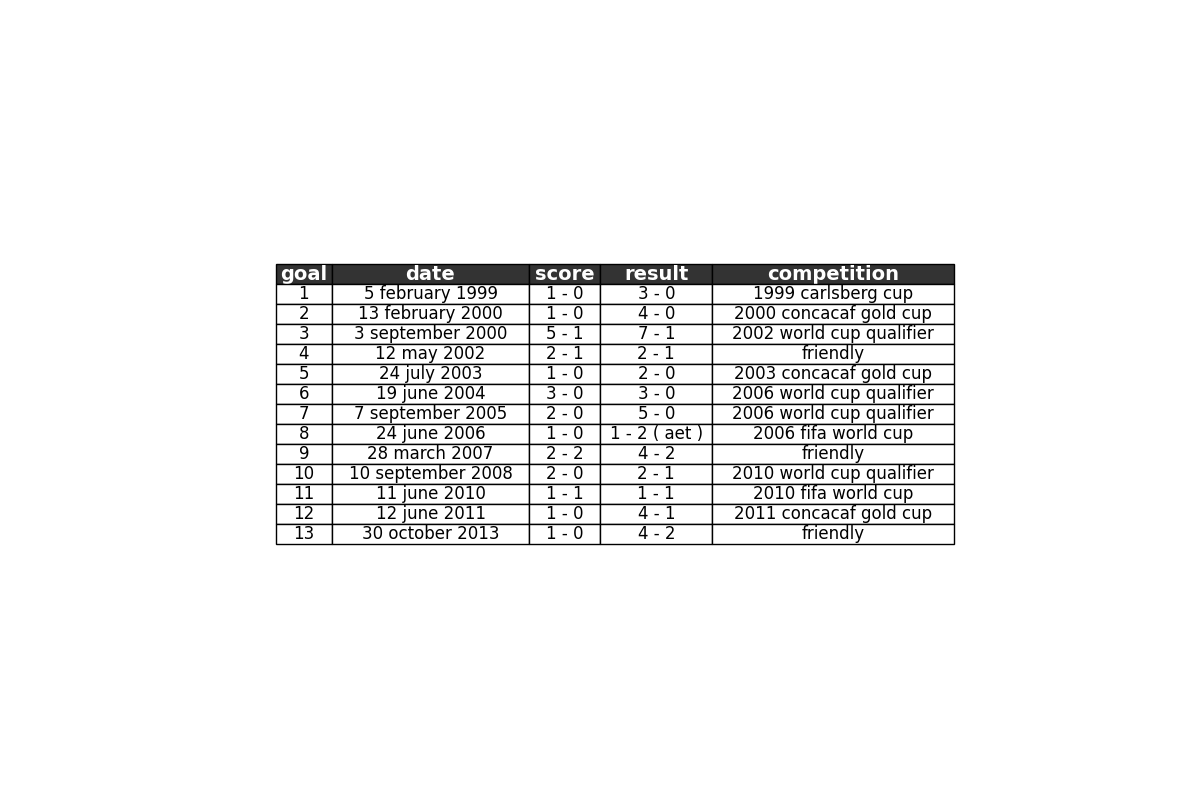 goal date score result competition
1 5 february 1999 1 - 0 3 - 0 1999 carlsberg cup
2 13 february 2000 1 - 0 4 - 0 2000 concacaf gold cup
3 3 september 2000 5 - 1 7 - 1 2002 world cup qualifier
4 12 may 2002 2 - 1 2 - 1 friendly
5 24 july 2003 1 - 0 2 - 0 2003 concacaf gold cup
6 19 june 2004 3 - 0 3 - 0 2006 world cup qualifier
7 7 september 2005 2 - 0 5 - 0 2006 world cup qualifier
8 24 june 2006 1 - 0 1 - 2 ( aet ) 2006 fifa world cup
9 28 march 2007 2 - 2 4 - 2 friendly
10 10 september 2008 2 - 0 2 - 1 2010 world cup qualifier
11 11 june 2010 1 - 1 1 - 1 2010 fifa world cup
12 12 june 2011 1 - 0 4 - 1 2011 concacaf gold cup
13 30 october 2013 1 - 0 4 - 2 friendly